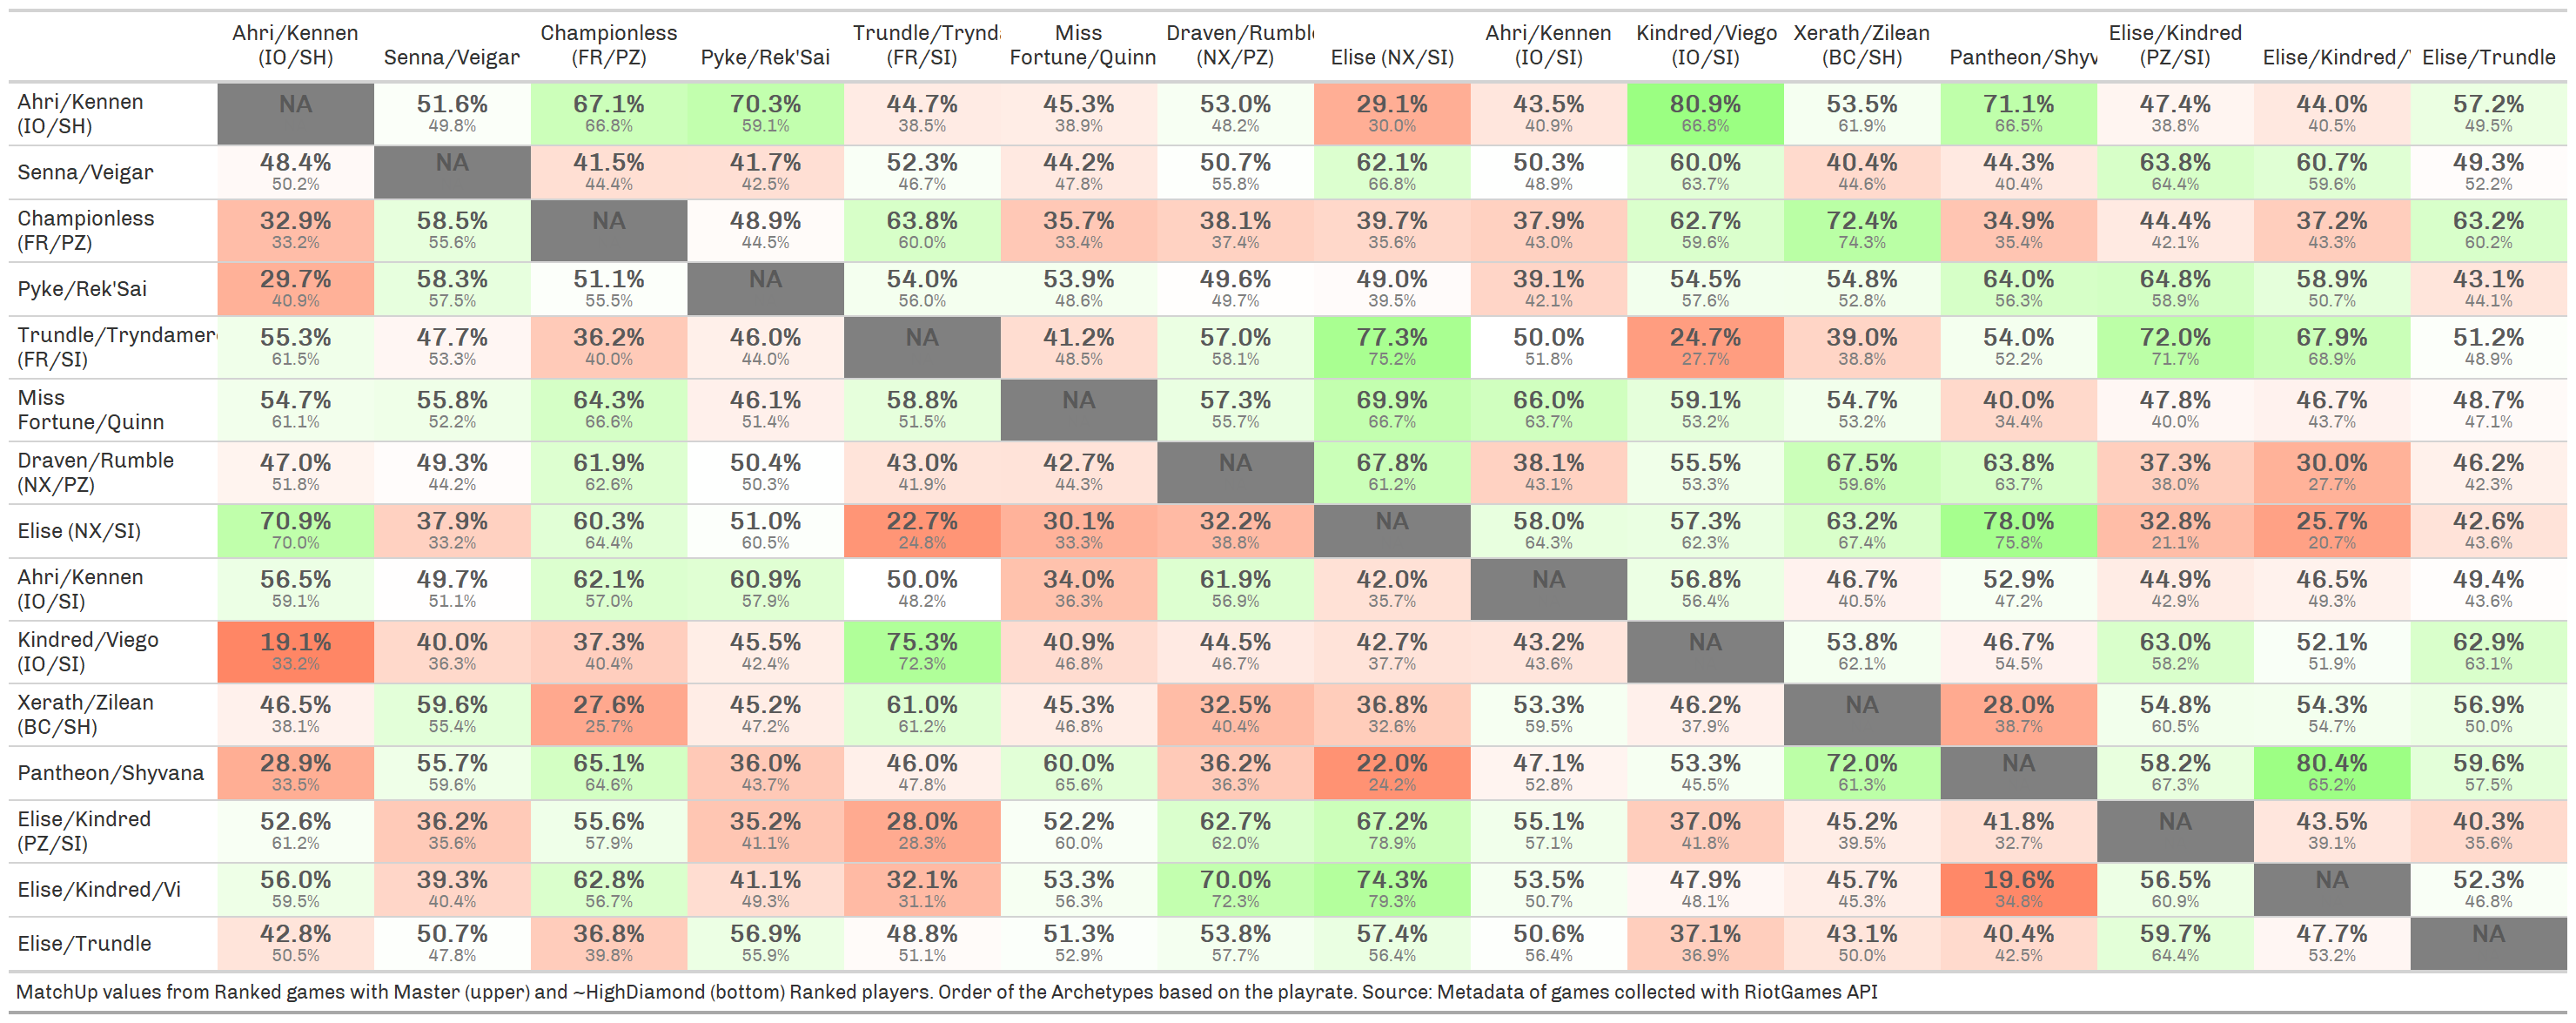 Ahri/Kennen (IO/SH) Senna/Veigar Championless (FR/PZ) Pyke/Rek'Sai Trundle/Trynd (FR/SI) Miss Fortune/Quinn Draven/Rumbl (NX/PZ) Elise (NX/SI) Ahri/Kennen (IO/SI) Kindred/Viego (IO/SI) Xerath/Zilean (BC/SH) Pantheon/Shyv Elise/Kindred (PZ/SI) Elise/Kindred/ Elise/Trundle
Ahri/Kennen (IO/SH) NA 51.6% 67.1% 70.3% 44.7% 45.3% 53.0% 29.1% 43.5% 80.9% 53.5% 71.1% 47.4% 44.0% 57.2%
49.8% 66.8% 59.1% 38.5% 38.9% 48.2% 30.0% 40.9% 66.8% 61.9% 66.5% 38.8% 40.5% 49.5%
Senna/Veigar 48.4% NA 41.5% 41.7% 52.3% 44.2% 50.7% 62.1% 50.3% 60.0% 40.4% 44.3% 63.8% 60.7% 49.3%
50.2% 44.4% 42.5% 46.7% 47.8% 55.8% 66.8% 48.9% 63.7% 44.6% 40.4% 64.4% 59.6% 52.2%
Championless (FR/PZ) 32.9% 58.5% NA 48.9% 63.8% 35.7% 38.1% 39.7% 37.9% 62.7% 72.4% 34.9% 44.4% 37.2% 63.2%
33.2% 55.6% 44.5% 60.0% 33.4% 37.4% 35.6% 43.0% 59.6% 74.3% 35.4% 42.1% 43.3% 60.2%
Pyke/Rek'Sai 29.7% 58.3% 51.1% NA 54.0% 53.9% 49.6% 49.0% 39.1% 54.5% 54.8% 64.0% 64.8% 58.9% 43.1%
40.9% 57.5% 55.5% 56.0% 48.6% 49.7% 39.5% 42.1% 57.6% 52.8% 56.3% 58.9% 50.7% 44.1%
Trundle/Tryndamer (FR/SI) 55.3% 47.7% 36.2% 46.0% NA 41.2% 57.0% 77.3% 50.0% 24.7% 39.0% 54.0% 72.0% 67.9% 51.2%
61.5% 53.3% 40.0% 44.0% 48.5% 58.1% 75.2% 51.8% 27.7% 38.8% 52.2% 71.7% 68.9% 48.9%
Miss Fortune/Quinn 54.7% 55.8% 64.3% 46.1% 58.8% NA 57.3% 69.9% 66.0% 59.1% 54.7% 40.0% 47.8% 46.7% 48.7%
61.1% 52.2% 66.6% 51.4% 51.5% 55.7% 66.7% 63.7% 53.2% 53.2% 34.4% 40.0% 43.7% 47.1%
Draven/Rumble (NX/PZ) 47.0% 49.3% 61.9% 50.4% 43.0% 42.7% NA 67.8% 38.1% 55.5% 67.5% 63.8% 37.3% 30.0% 46.2%
51.8% 44.2% 62.6% 50.3% 41.9% 44.3% 61.2% 43.1% 53.3% 59.6% 63.7% 38.0% 27.7% 42.3%
Elise (NX/SI) 70.9% 37.9% 60.3% 51.0% 22.7% 30.1% 32.2% NA 58.0% 57.3% 63.2% 78.0% 32.8% 25.7% 42.6%
70.0% 33.2% 64.4% 60.5% 24.8% 33.3% 38.8% 64.3% 62.3% 67.4% 75.8% 21.1% 20.7% 43.6%
Ahri/Kennen (IO/SI) 56.5% 49.7% 62.1% 60.9% 50.0% 34.0% 61.9% 42.0% NA 56.8% 46.7% 52.9% 44.9% 46.5% 49.4%
59.1% 51.1% 57.0% 57.9% 48.2% 36.3% 56.9% 35.7% 56.4% 40.5% 47.2% 42.9% 49.3% 43.6%
Kindred/Viego (IO/SI) 19.1% 40.0% 37.3% 45.5% 75.3% 40.9% 44.5% 42.7% 43.2% NA 53.8% 46.7% 63.0% 52.1% 62.9%
33.2% 36.3% 40.4% 42.4% 72.3% 46.8% 46.7% 37.7% 43.6% 62.1% 54.5% 58.2% 51.9% 63.1%
Xerath/Zilean (BC/SH) 46.5% 59.6% 27.6% 45.2% 61.0% 45.3% 32.5% 36.8% 53.3% 46.2% NA 28.0% 54.8% 54.3% 56.9%
38.1% 55.4% 25.7% 47.2% 61.2% 46.8% 40.4% 32.6% 59.5% 37.9% 38.7% 60.5% 54.7% 50.0%
Pantheon/Shyvana 28.9% 55.7% 65.1% 36.0% 46.0% 60.0% 36.2% 22.0% 47.1% 53.3% 72.0% NA 58.2% 80.4% 59.6%
33.5% 59.6% 64.6% 43.7% 47.8% 65.6% 36.3% 24.2% 52.8% 45.5% 61.3% 67.3% 65.2% 57.5%
Elise/Kindred (PZ/SI) 52.6% 36.2% 55.6% 35.2% 28.0% 52.2% 62.7% 67.2% 55.1% 37.0% 45.2% 41.8% NA 43.5% 40.3%
61.2% 35.6% 57.9% 41.1% 28.3% 60.0% 62.0% 78.9% 57.1% 41.8% 39.5% 32.7% 39.1% 35.6%
Elise/Kindred/Vi 56.0% 39.3% 62.8% 41.1% 32.1% 53.3% 70.0% 74.3% 53.5% 47.9% 45.7% 19.6% 56.5% NA 52.3%
59.5% 40.4% 56.7% 49.3% 31.1% 56.3% 72.3% 79.3% 50.7% 48.1% 45.3% 34.8% 60.9% 46.8%
Elise/Trundle 42.8% 50.7% 36.8% 56.9% 48.8% 51.3% 53.8% 57.4% 50.6% 37.1% 43.1% 40.4% 59.7% 47.7% NA
50.5% 47.8% 39.8% 55.9% 51.1% 52.9% 57.7% 56.4% 56.4% 36.9% 50.0% 42.5% 64.4% 53.2%
MatchUp values from Ranked games with Master (upper) and ~HighDiamond (bottom) Ranked players. Order of the Archetypes based on the playrate. Source: Metadata of games collected with RiotGames API